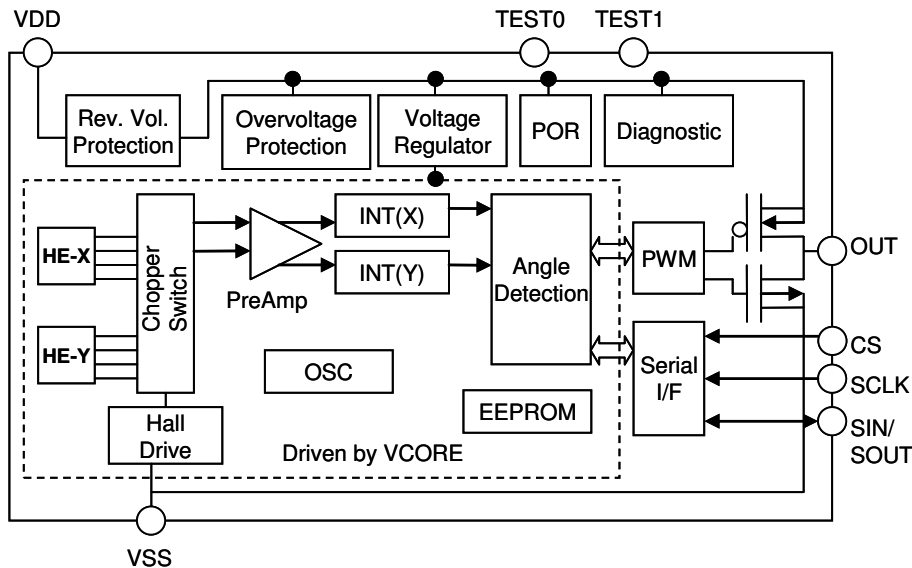 VDD
TEST0
TEST1
Rev. Vol.
Protection
Overvoltage
Protection
Voltage
Regulator
POR
Diagnostic
HE-X
HE-Y
Chopper
Switch
PreAmp
INT(X)
INT(Y)
Angle
Detection
PWM
OUT
OSC
EEPROM
Serial
I/F
CS
SCLK
SIN/
SOUT
Hall
Drive
Driven by VCORE
VSS